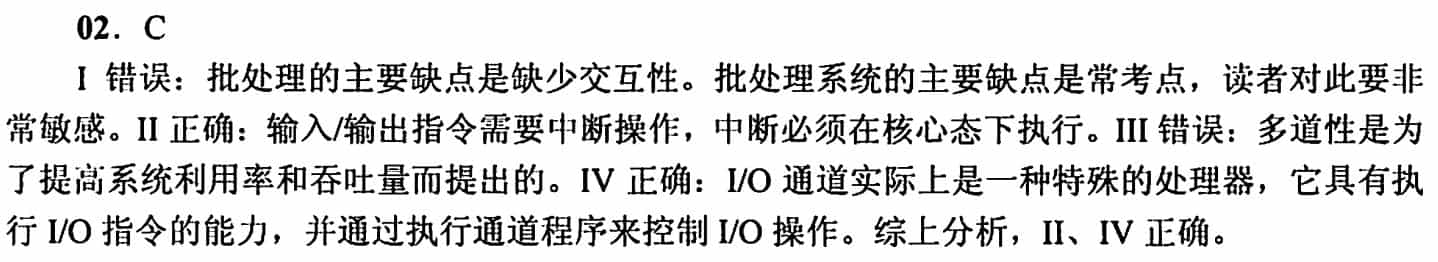 02．C
I 错误：批处理的主要缺点是缺少交互性。批处理系统的主要缺点是常考点，读者对此要非
常敏感。II 正确：输入/输出指令需要中断操作，中断必须在核心态下执行。III 错误：多道性是为
了提高系统利用率和吞吐量而提出的。IV 正确：I/O 通道实际上是一种特殊的处理器，它具有执
行 I/O 指令的能力，并通过执行通道程序来控制 I/O 操作。综上分析，II、IV 正确。